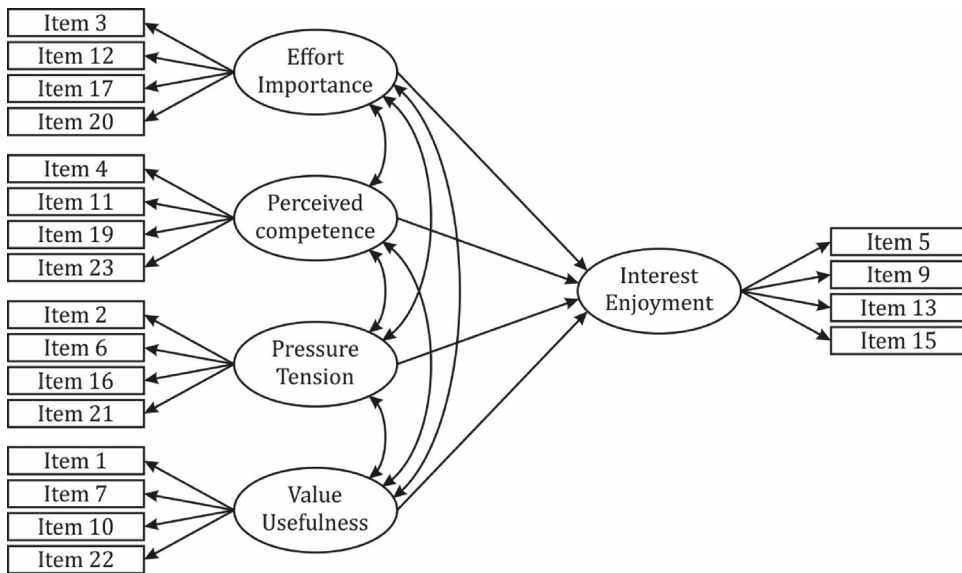 Item 3
Item 12
Item 17
Item 20
Effort
Importance
Item 4
Item 11
Item 19
Item 23
Perceived
competence
Item 2
Item 6
Item 16
Item 21
Pressure
Tension
Item 1
Item 7
Item 10
Item 22
Value
Usefulness
Interest
Enjoyment
Item 5
Item 9
Item 13
Item 15